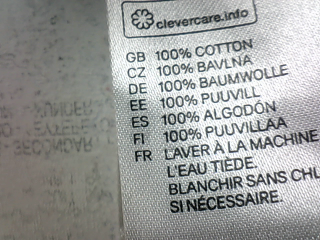 clevercare.info
GB 100% COTTON
CZ 100% BAVLNA
DE 100% BAUMWOLLE
EE 100% PUUVILL
ES 100% ALGODÓN
FI 100% PUUVILLAA
FR LAVER À LA MACHINE
L'EAU TIÈDE.
BLANCHIR SANS
SI NÉCESSAIRE.